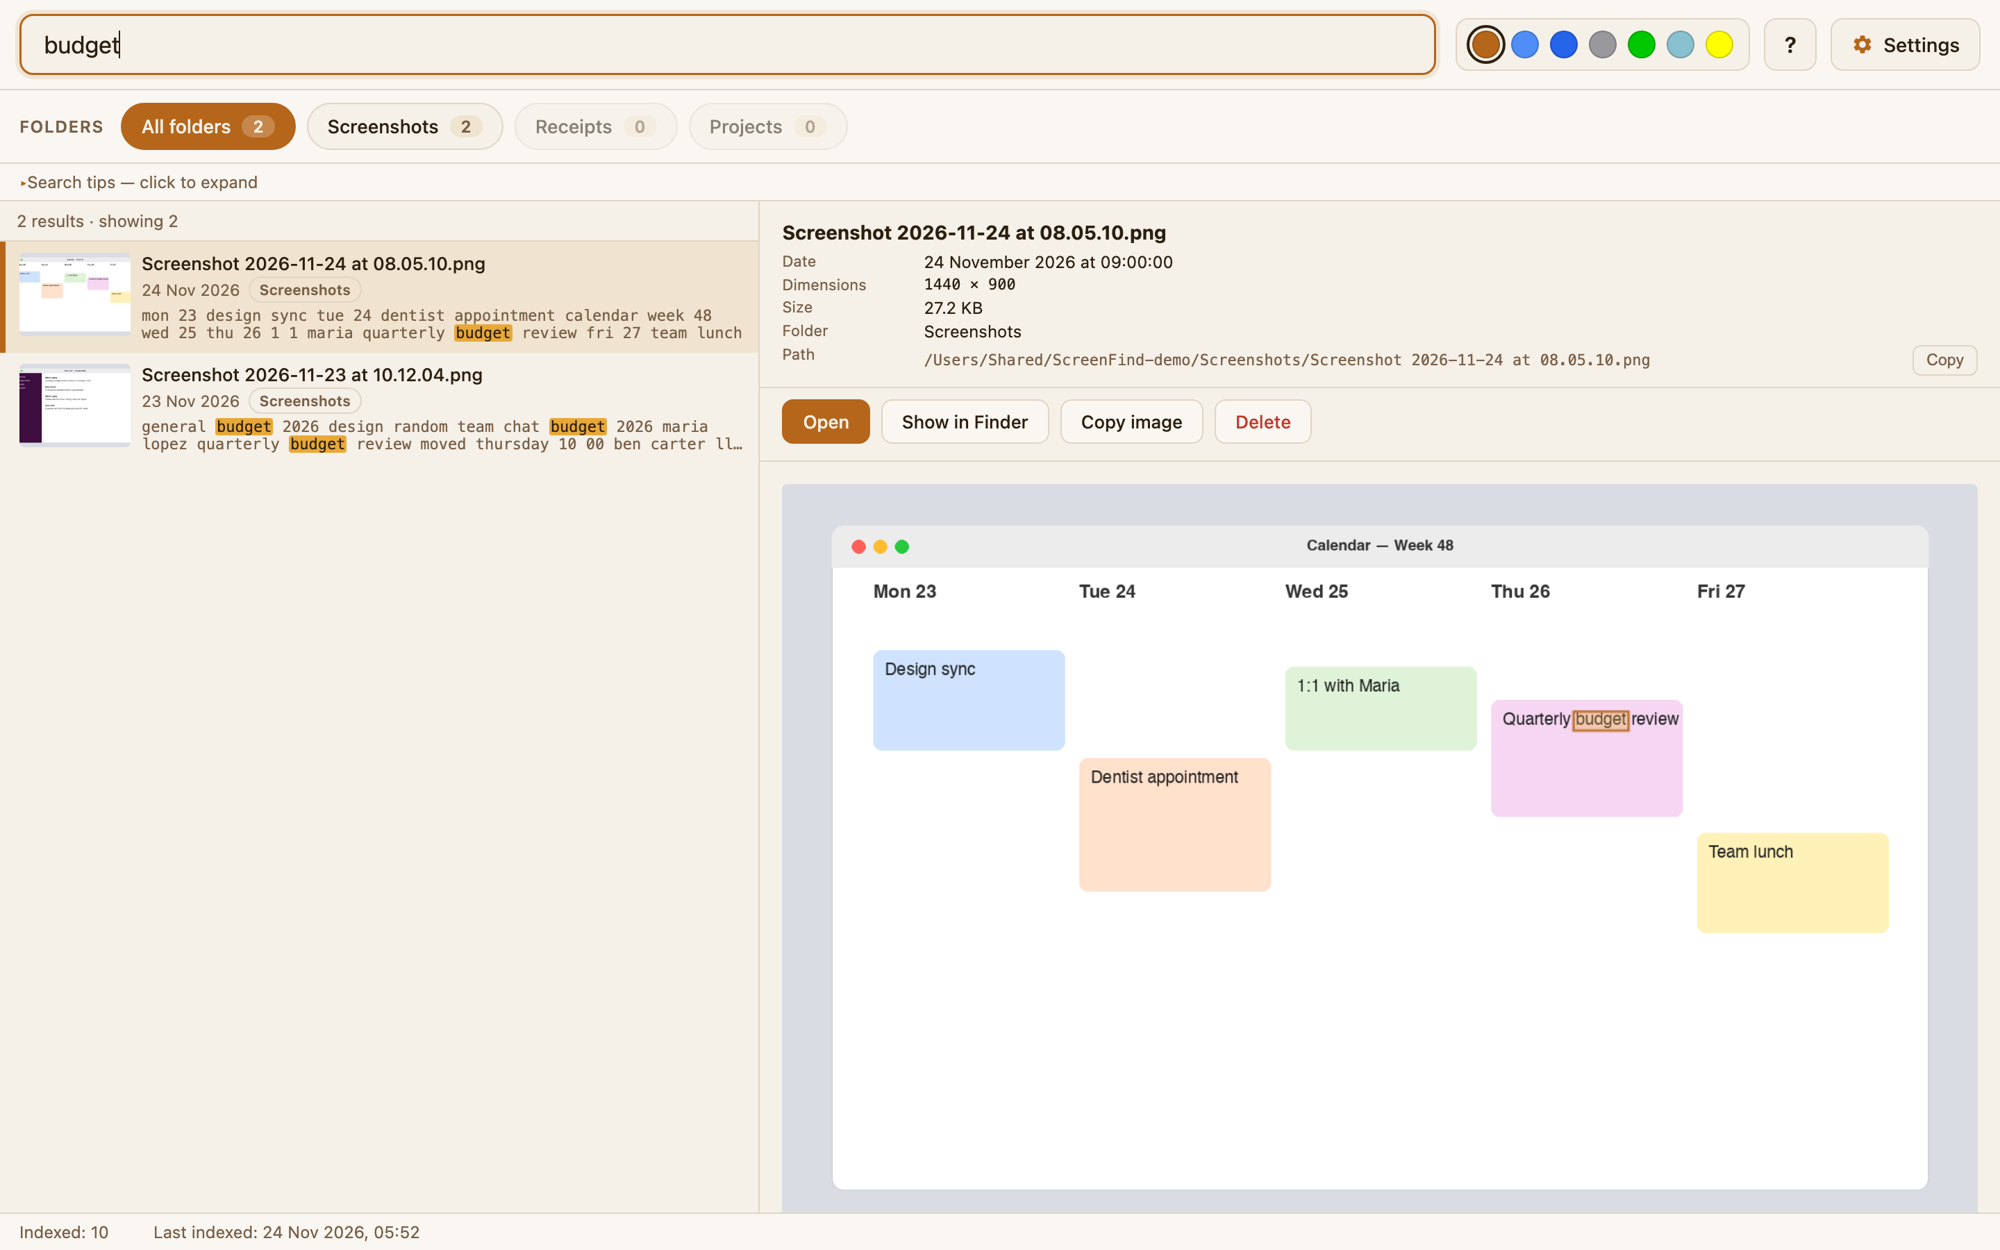 budget
? Settings
FOLDERS All folders 2 Screenshots 2 Receipts 0 Projects 0
Search tips — click to expand
2 results · showing 2
Screenshot 2026-11-24 at 08.05.10.png
24 Nov 2026 Screenshots
mon 23 design sync tue 24 dentist appointment calendar week 48
wed 25 thu 26 1 1 maria quarterly budget review fri 27 team lunch
Screenshot 2026-11-23 at 10.12.04.png
23 Nov 2026 Screenshots
general budget 2026 design random team chat budget 2026 maria
lopez quarterly budget review moved thursday 10 00 ben carter ll…
Screenshot 2026-11-24 at 08.05.10.png
Date 24 November 2026 at 09:00:00
Dimensions 1440 × 900
Size 27.2 KB
Folder Screenshots
Path /Users/Shared/ScreenFind-demo/Screenshots/Screenshot 2026-11-24 at 08.05.10.png Copy
Open Show in Finder Copy image Delete
Calendar — Week 48
Mon 23 Tue 24 Wed 25 Thu 26 Fri 27
Design sync
1:1 with Maria
Quarterly budget review
Dentist appointment
Team lunch
Indexed: 10 Last indexed: 24 Nov 2026, 05:52